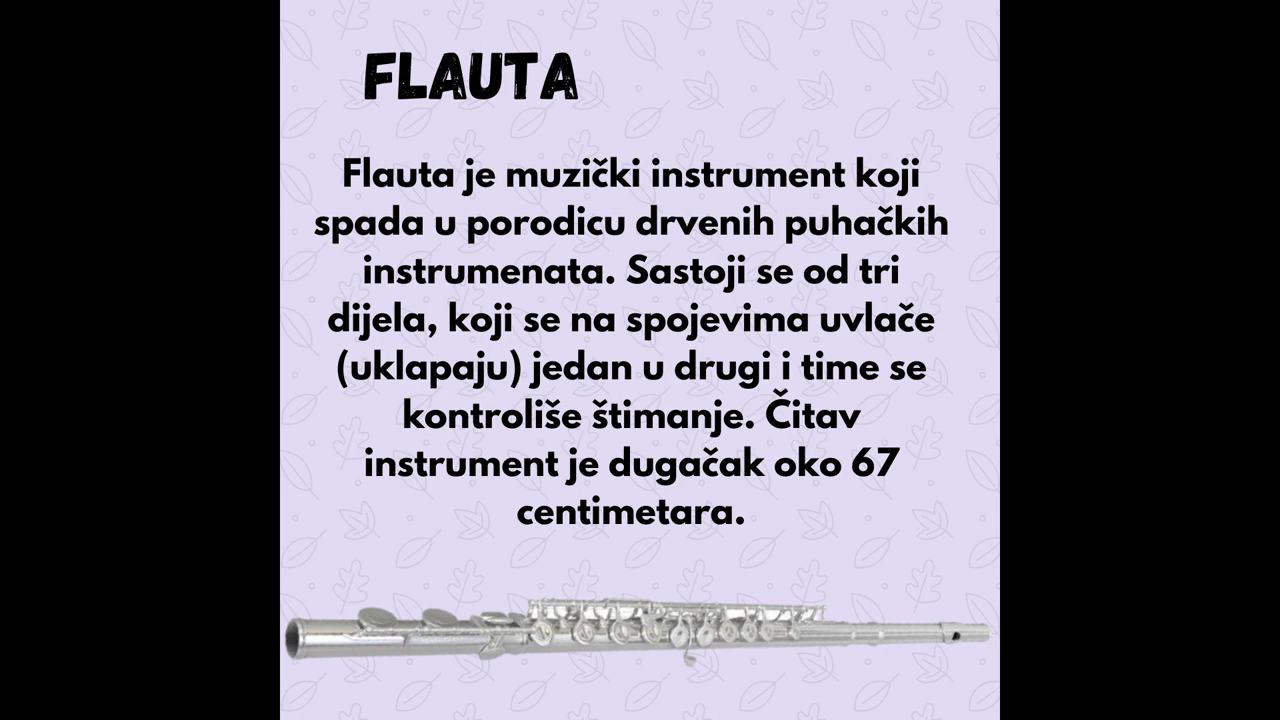 FLAUTA
Flauta je muzički instrument koji
spada u porodicu drvenih puhačkih
instrumenata. Sastoji se od tri
dijela, koji se na spojevima uvlače
(uklapaju) jedan u drugi i time se
kontroliše štimanje. Čitav
instrument je dugačak oko 67
centimetara.